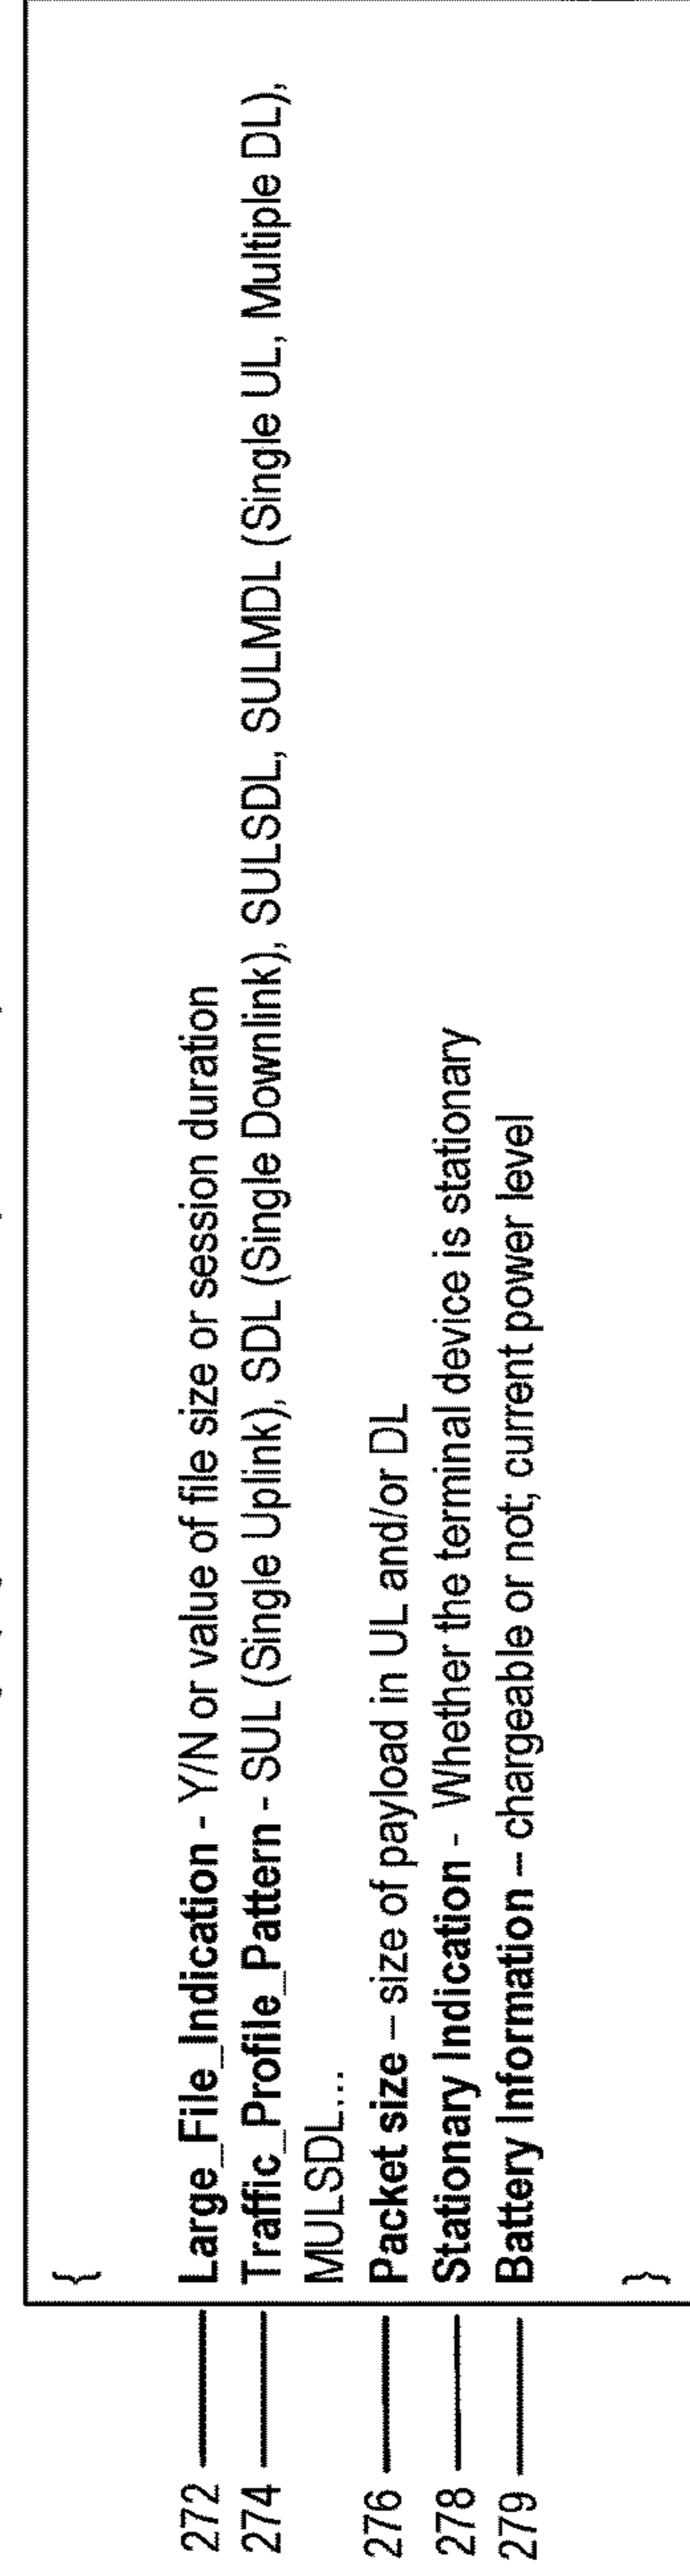 {
272 Large_File_Indication - Y/N or value of file size or session duration
274 Traffic_Profile_Pattern - SUL (Single Uplink), SDL (Single Downlink), SULSDL, SULMDL (Single UL, Multiple DL),
MULSDL...
276 Packet size – size of payload in UL and/or DL
278 Stationary Indication - Whether the terminal device is stationary
279 Battery Information – chargeable or not; current power level
}